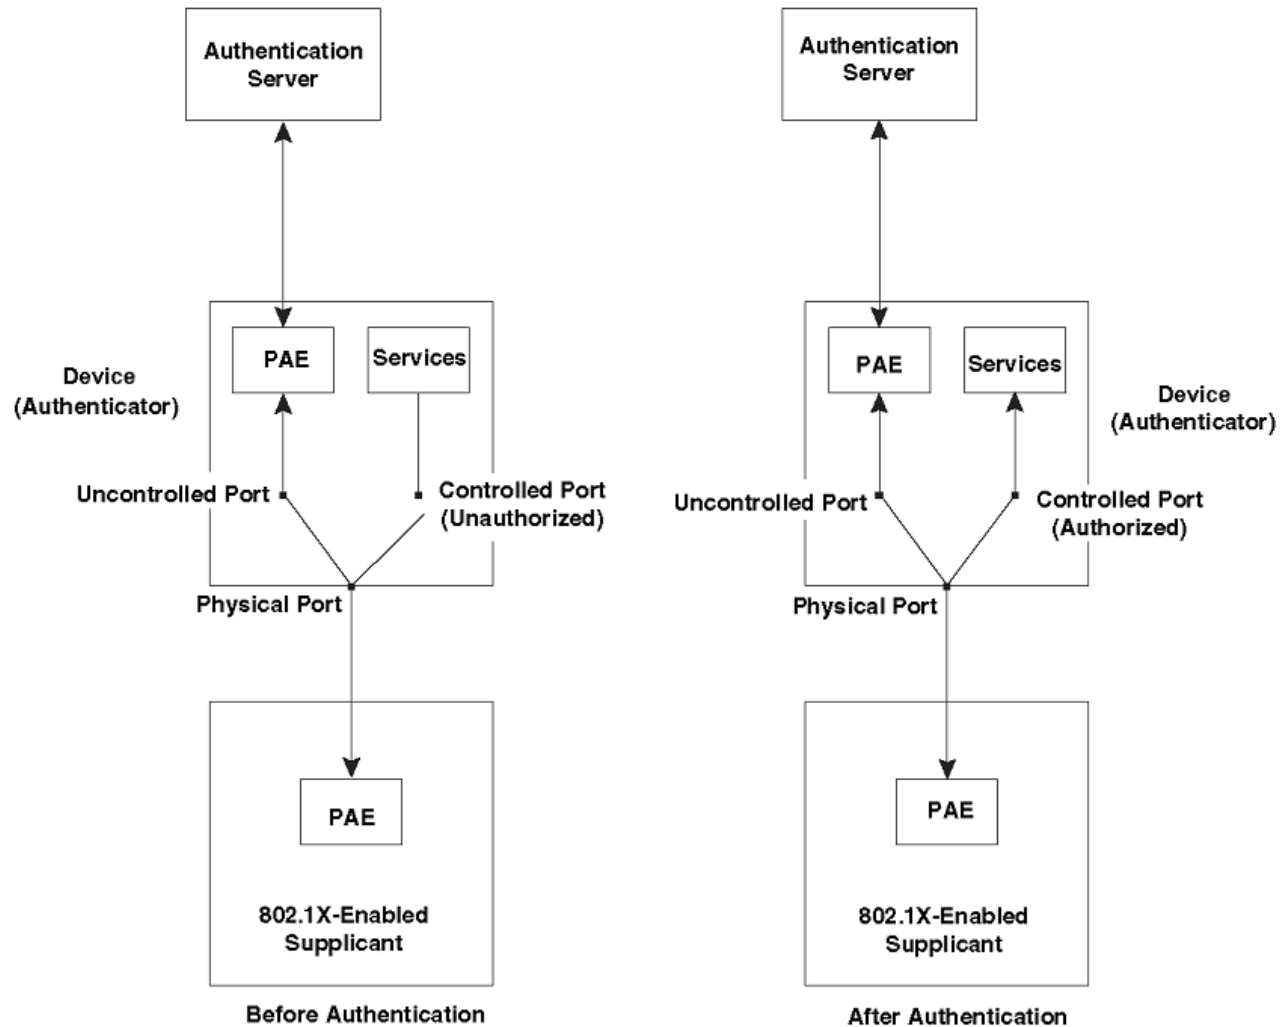 Authentication
Server
PAE
Services
Device
(Authenticator)
Uncontrolled Port
Controlled Port
(Unauthorized)
Physical Port
PAE
802.1X-Enabled
Supplicant
Before Authentication
Authentication
Server
PAE
Services
Device
(Authenticator)
Uncontrolled Port
Controlled Port
(Authorized)
Physical Port
PAE
802.1X-Enabled
Supplicant
After Authentication